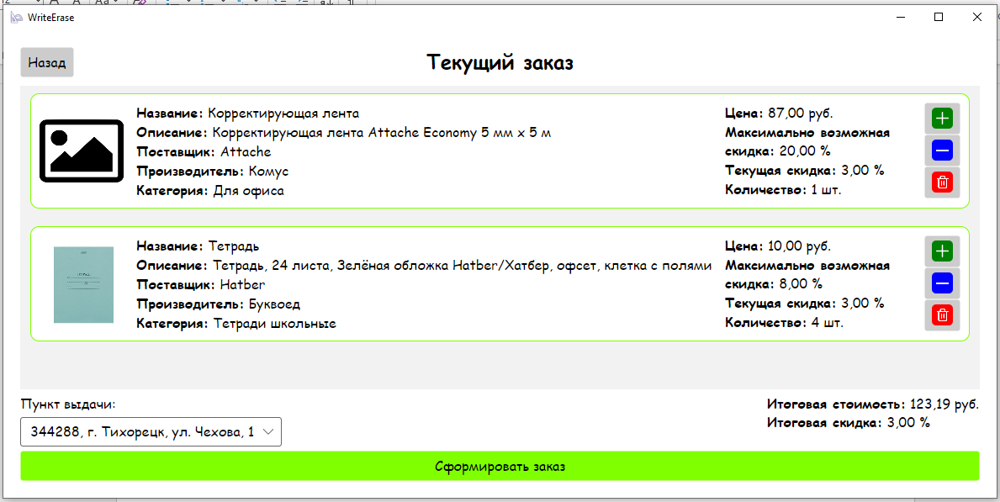 WriteErase
Назад
Текущий заказ
Название: Корректирующая лента
Описание: Корректирующая лента Attache Economy 5 мм x 5 м
Поставщик: Attache
Производитель: Комус
Категория: Для офиса
Цена: 87,00 руб.
Максимально возможная
скидка: 20,00 %
Текущая скидка: 3,00 %
Количество: 1 шт.
Название: Тетрадь
Описание: Тетрадь, 24 листа, Зелёная обложка Hatber/Хатбер, офсет, клетка с полями
Поставщик: Hatber
Производитель: Буквоед
Категория: Тетради школьные
Цена: 10,00 руб.
Максимально возможная
скидка: 8,00 %
Текущая скидка: 3,00 %
Количество: 4 шт.
Пункт выдачи:
344288, г. Тихорецк, ул. Чехова, 1
Итоговая стоимость: 123,19 руб.
Итоговая скидка: 3,00 %
Сформировать заказ